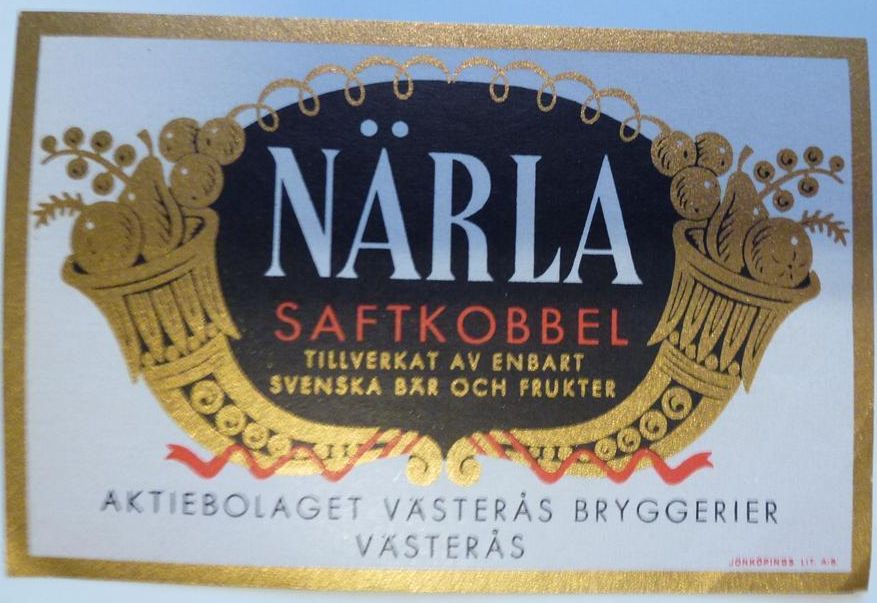 NÄRLA
SAFTKOBBEL
TILLVERKAT AV ENBART
SVENSKA BÄR OCH FRUKTER
AKTIEBOLAGET VÄSTERÅS BRYGGERIER
VÄSTERÅS
JÖNKÖPINGS LIT. A.B.